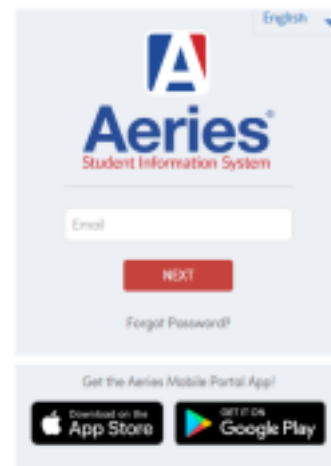 English
A
Aeries®
Student Information System
Email
NEXT
Forgot Password?
Get the Aeries Mobile Portal App!
Download on the
App Store
GET IT ON
Google Play